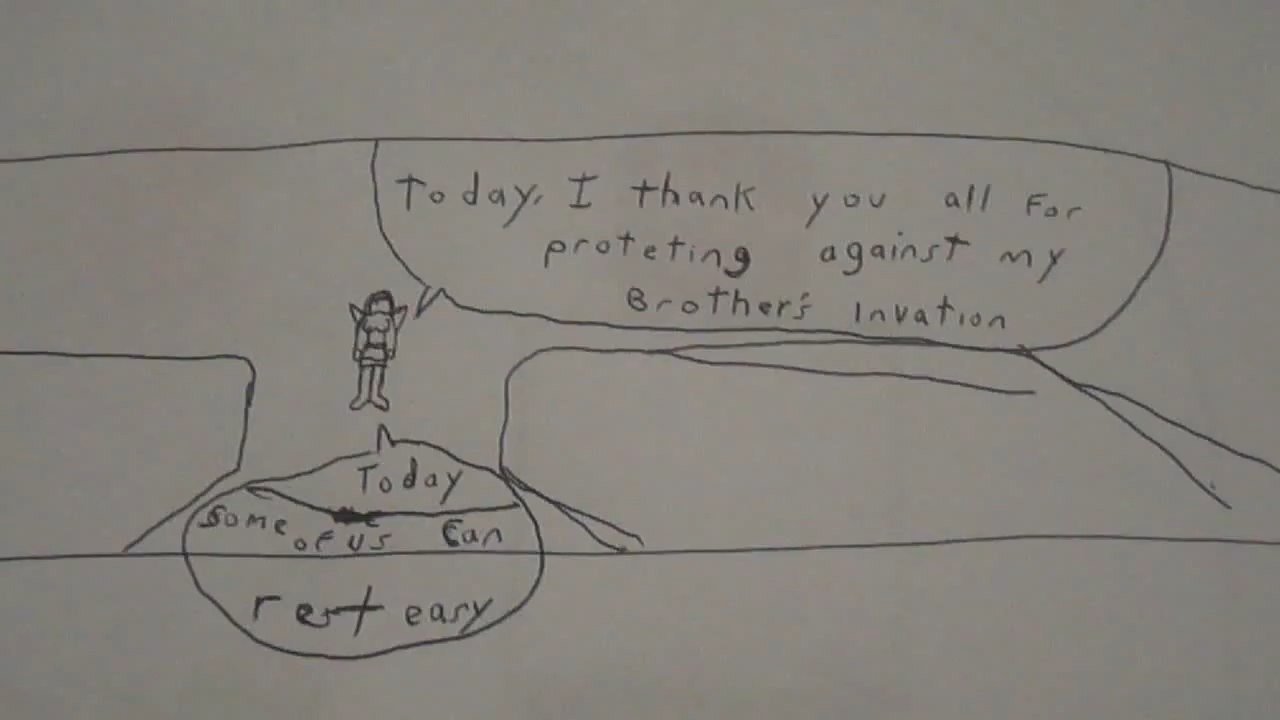 Today, I thank you all For
proteting against my
Brother's Invation
Today
Some of us can
rest easy